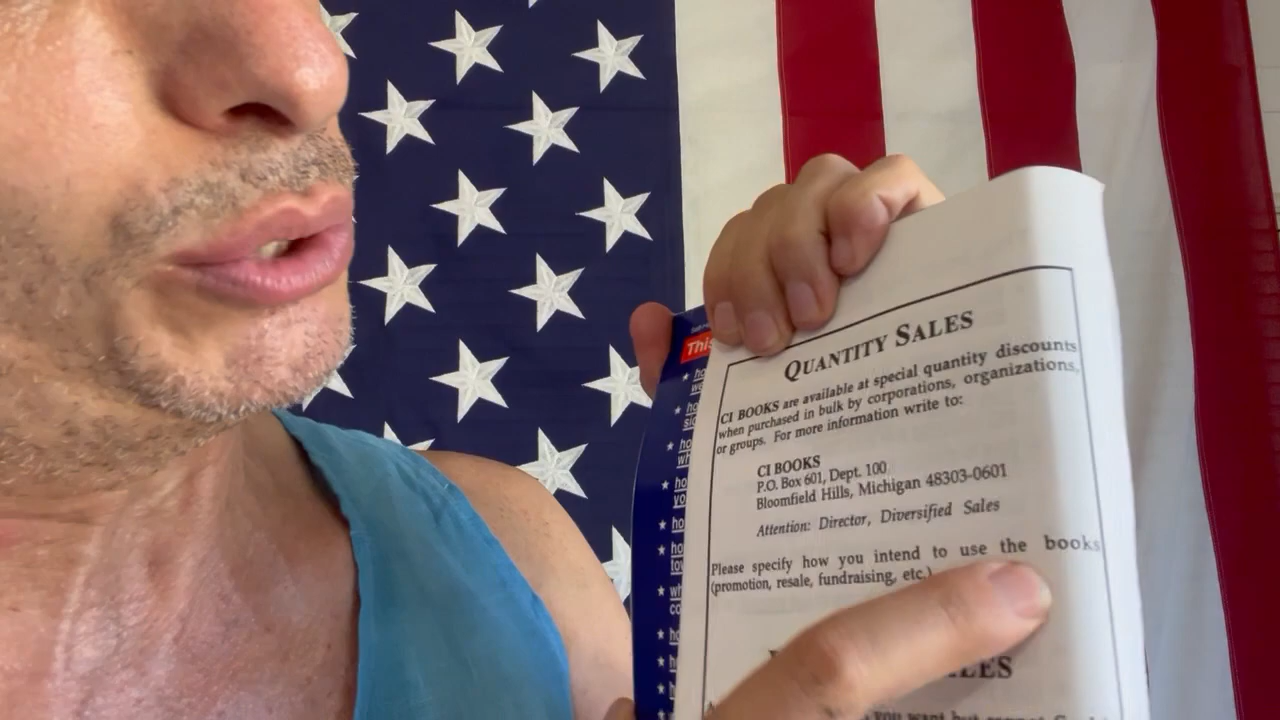 QUANTITY SALES
CI BOOKS are available at special quantity discounts
when purchased in bulk by corporations, organizations,
or groups. For more information write to:
CI BOOKS
P.O. Box 601, Dept. 100
Bloomfield Hills, Michigan 48303-0601
Attention: Director, Diversified Sales
Please specify how you intend to use the books
(promotion, resale, fundraising, etc.)
This